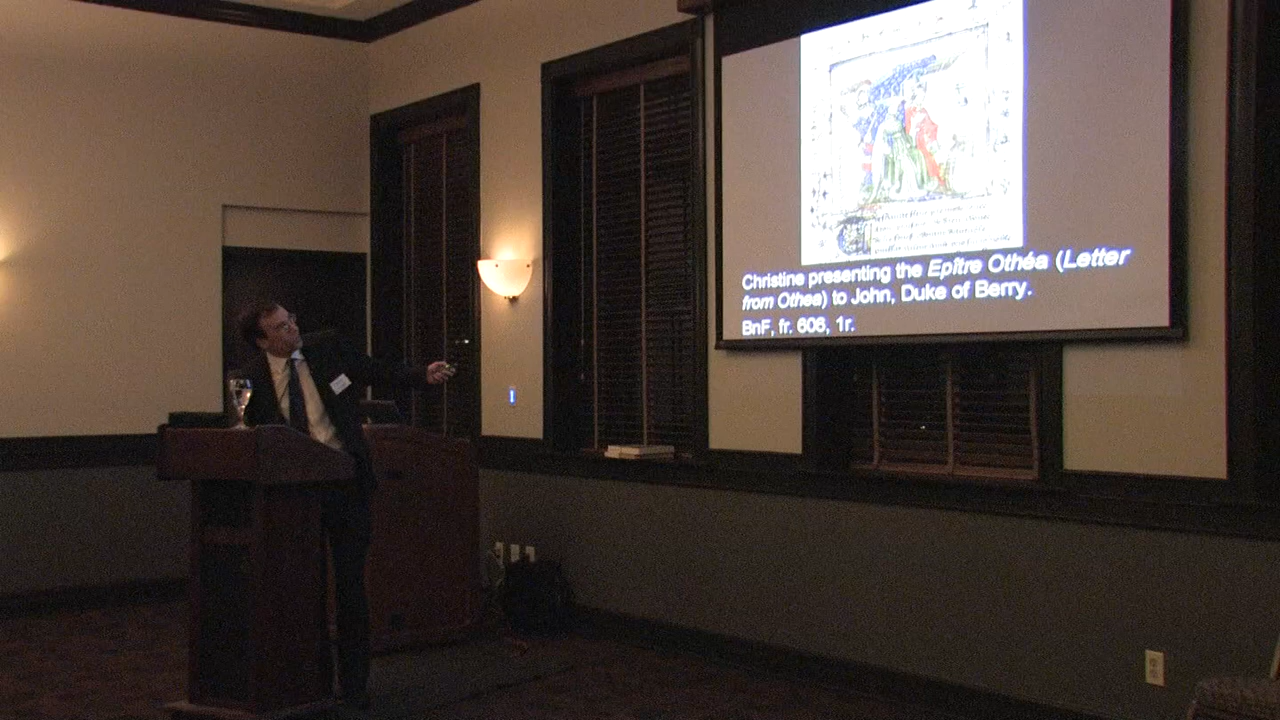 Christine presenting the Epître Othéa (Letter
from Othea) to John, Duke of Berry.
BnF, fr. 606, 1r.